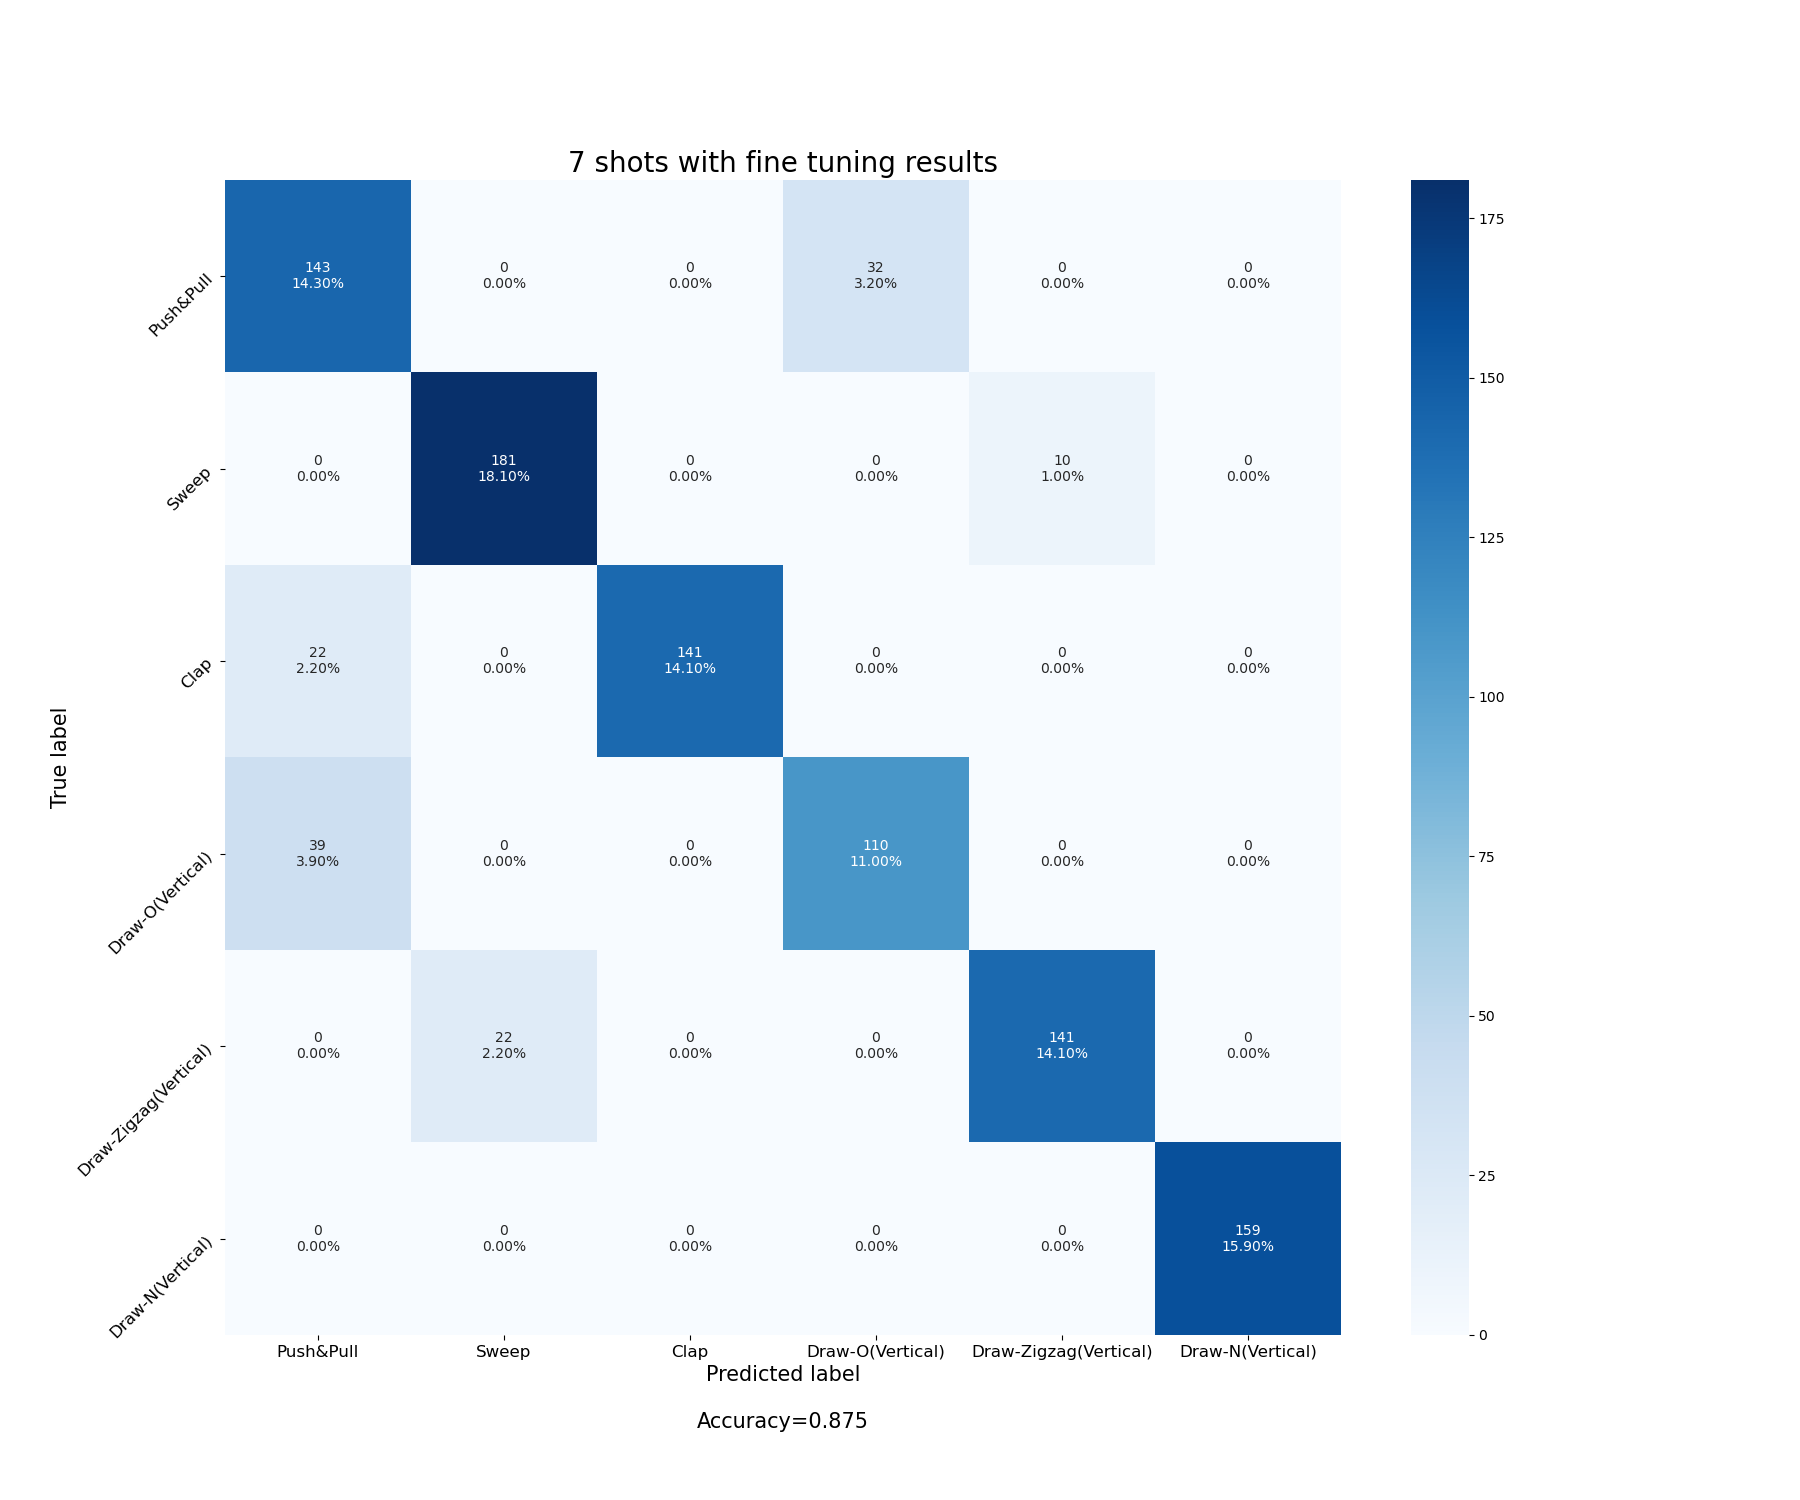 7 shots with fine tuning results
143 0 0 32 0 0
14.30% 0.00% 0.00% 3.20% 0.00% 0.00%
Push&Pull
0 181 0 0 10 0
0.00% 18.10% 0.00% 0.00% 1.00% 0.00%
Sweep
22 0 141 0 0 0
2.20% 0.00% 14.10% 0.00% 0.00% 0.00%
Clap
39 0 0 110 0 0
3.90% 0.00% 0.00% 11.00% 0.00% 0.00%
Draw-O(Vertical)
0 22 0 0 141 0
0.00% 2.20% 0.00% 0.00% 14.10% 0.00%
Draw-Zigzag(Vertical)
0 0 0 0 0 159
0.00% 0.00% 0.00% 0.00% 0.00% 15.90%
Draw-N(Vertical)
True label
Push&Pull Sweep Clap Draw-O(Vertical) Draw-Zigzag(Vertical) Draw-N(Vertical)
Predicted label
Accuracy=0.875
175
150
125
100
75
50
25
0